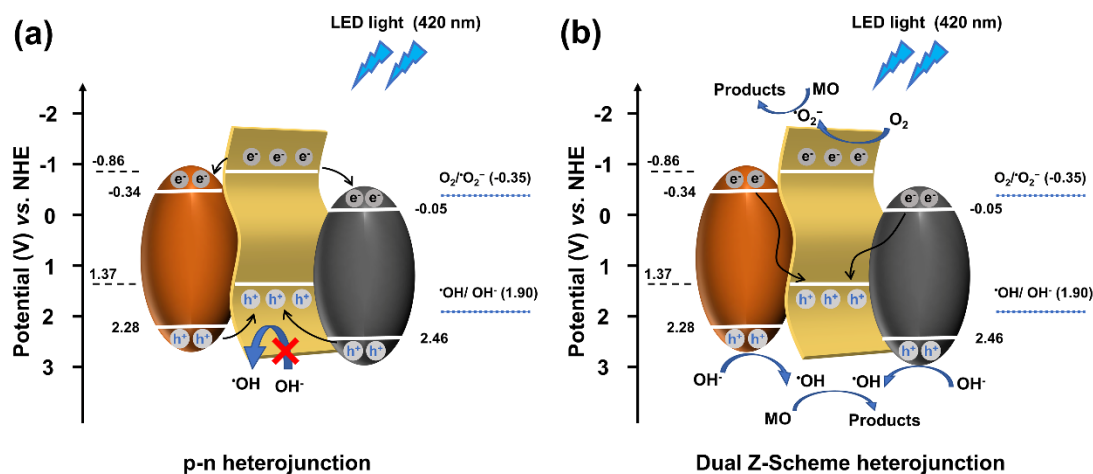 (a)
LED light (420 nm)
Potential (V) vs. NHE
-2
-1
0
1
2
3
-0.86
-0.34
1.37
2.28
e- e-
e- e- e-
e- e-
-0.05
O₂/•O₂⁻ (-0.35)
•OH/ OH- (1.90)
h+ h+ h+
h+ h+
h+ h+
2.46
•OH
OH-
p-n heterojunction
(b)
LED light (420 nm)
Potential (V) vs. NHE
-2
-1
0
1
2
3
Products
MO
•O₂⁻
O₂
-0.86
-0.34
1.37
2.28
e- e-
e- e- e-
e- e-
-0.05
O₂/•O₂⁻ (-0.35)
•OH/ OH- (1.90)
h+ h+ h+
h+ h+
h+ h+
2.46
OH-
•OH
•OH
OH-
MO
Products
Dual Z-Scheme heterojunction